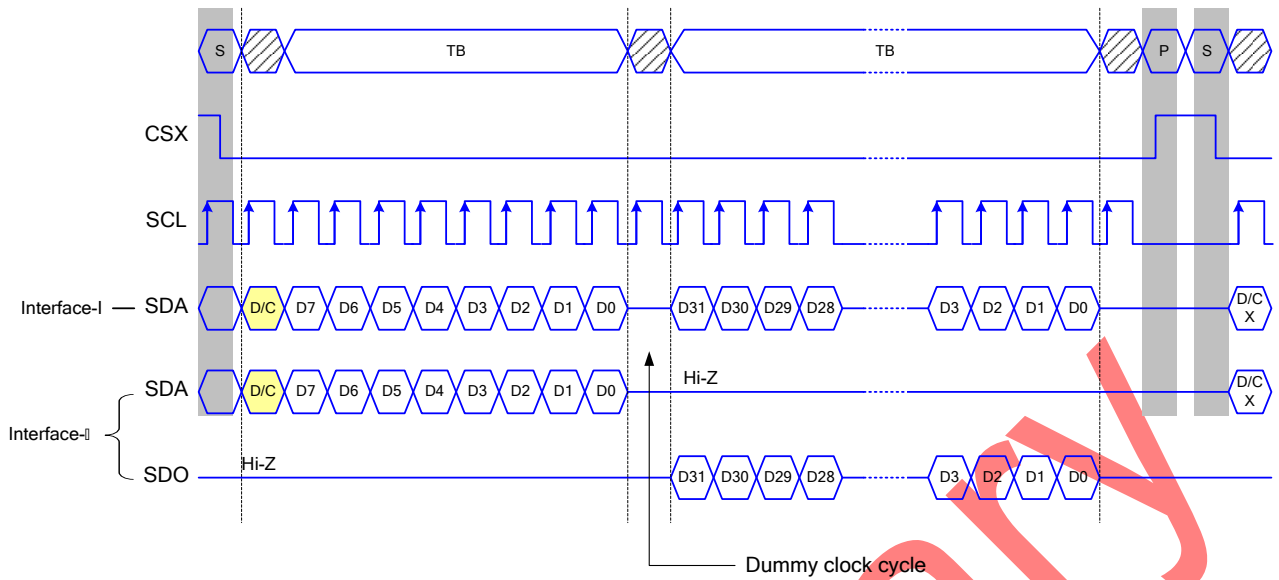 S TB TB P S
CSX
SCL
Interface-I SDA D/C D7 D6 D5 D4 D3 D2 D1 D0 D31 D30 D29 D28 D3 D2 D1 D0 D/C
X
SDA D/C D7 D6 D5 D4 D3 D2 D1 D0 Hi-Z D/C
X
Interface-
SDO Hi-Z D31 D30 D29 D28 D3 D2 D1 D0
Dummy clock cycle